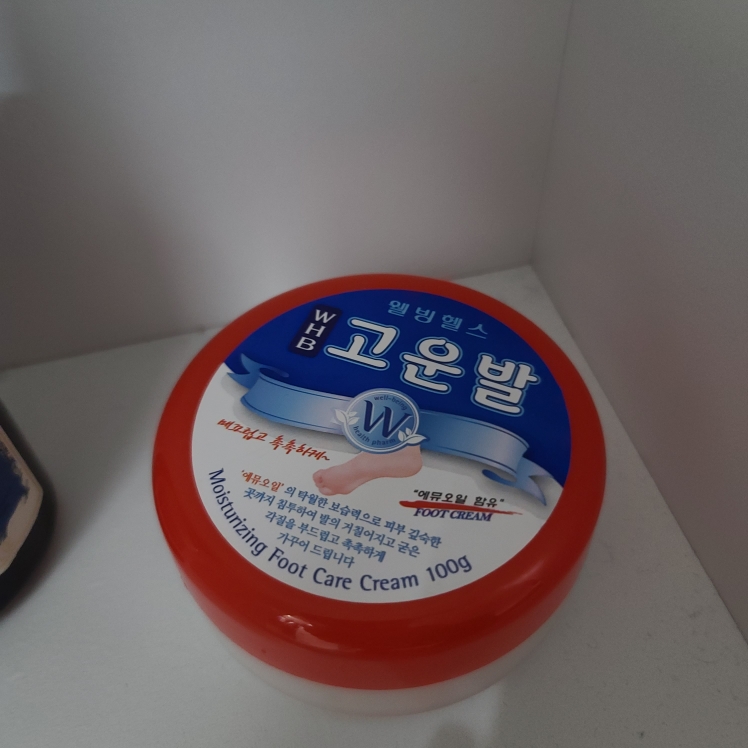 웰빙헬스
WHB
고운발
well-being
W
health pharm
매끄럽고 촉촉하게~
"에뮤오일 함유"
FOOT CREAM
'에뮤오일'의 탁월한 보습력으로 피부 깊숙한
곳까지 침투하여 발의 거칠어지고 굳은
각질을 부드럽고 촉촉하게
가꾸어 드립니다
Moisturizing Foot Care Cream 100g